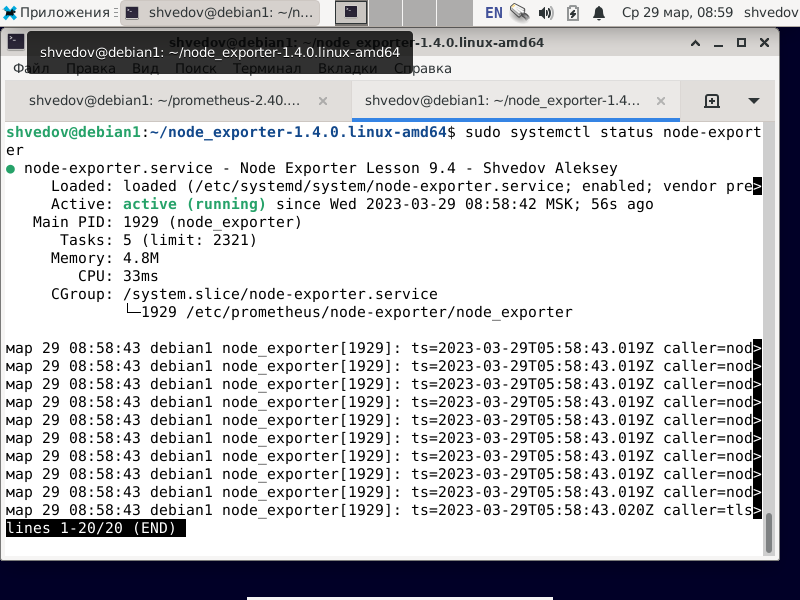 Приложения shvedov@debian1: ~/n... EN Ср 29 мар, 08:59 shvedov
node_exporter-1.4.0.linux-amd64
shvedov@debian1: ~/node_exporter-1.4.0.linux-amd64
Файл Правка Вид Поиск Терминал Вкладки Справка
shvedov@debian1: ~/prometheus-2.40.... × shvedov@debian1: ~/node_exporter-1.4... ×
shvedov@debian1:~/node_exporter-1.4.0.linux-amd64$ sudo systemctl status node-export
er
● node-exporter.service - Node Exporter Lesson 9.4 - Shvedov Aleksey
Loaded: loaded (/etc/systemd/system/node-exporter.service; enabled; vendor pre>
Active: active (running) since Wed 2023-03-29 08:58:42 MSK; 56s ago
Main PID: 1929 (node_exporter)
Tasks: 5 (limit: 2321)
Memory: 4.8M
CPU: 33ms
CGroup: /system.slice/node-exporter.service
└─1929 /etc/prometheus/node-exporter/node_exporter
мар 29 08:58:43 debian1 node_exporter[1929]: ts=2023-03-29T05:58:43.019Z caller=nod>
мар 29 08:58:43 debian1 node_exporter[1929]: ts=2023-03-29T05:58:43.019Z caller=nod>
мар 29 08:58:43 debian1 node_exporter[1929]: ts=2023-03-29T05:58:43.019Z caller=nod>
мар 29 08:58:43 debian1 node_exporter[1929]: ts=2023-03-29T05:58:43.019Z caller=nod>
мар 29 08:58:43 debian1 node_exporter[1929]: ts=2023-03-29T05:58:43.019Z caller=nod>
мар 29 08:58:43 debian1 node_exporter[1929]: ts=2023-03-29T05:58:43.019Z caller=nod>
мар 29 08:58:43 debian1 node_exporter[1929]: ts=2023-03-29T05:58:43.019Z caller=nod>
мар 29 08:58:43 debian1 node_exporter[1929]: ts=2023-03-29T05:58:43.019Z caller=nod>
мар 29 08:58:43 debian1 node_exporter[1929]: ts=2023-03-29T05:58:43.019Z caller=nod>
мар 29 08:58:43 debian1 node_exporter[1929]: ts=2023-03-29T05:58:43.020Z caller=tls>
lines 1-20/20 (END)